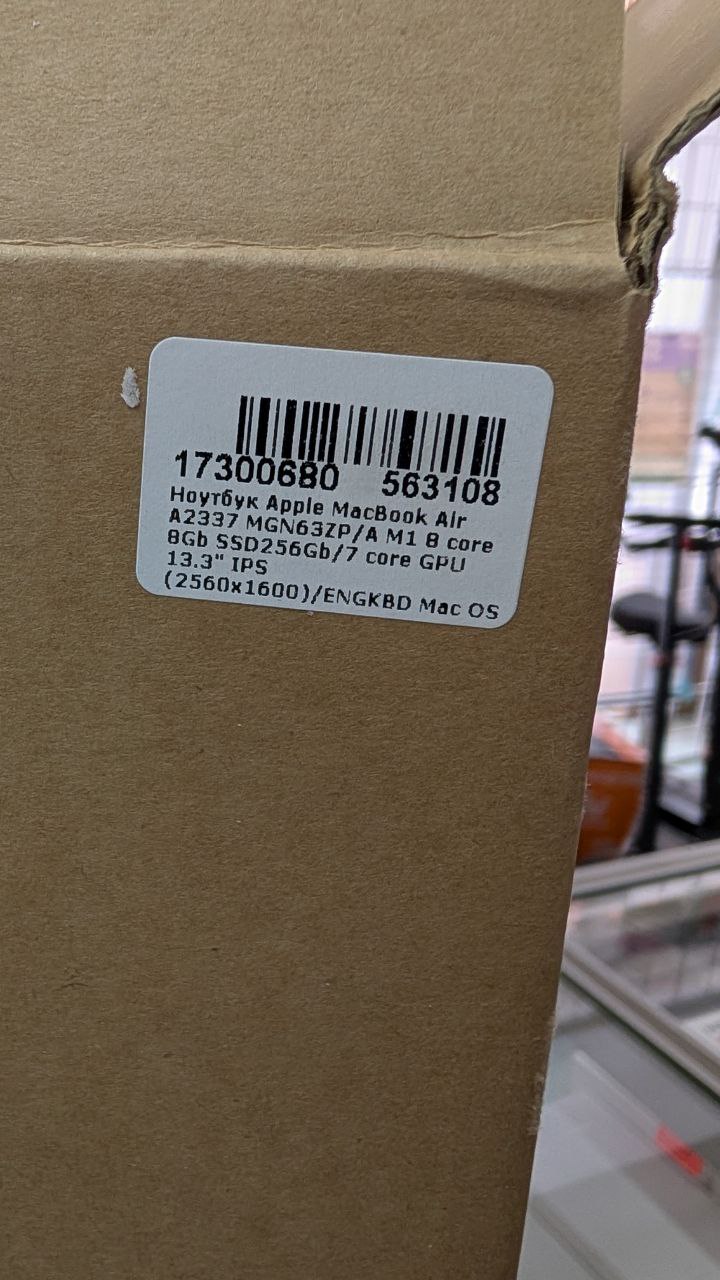 17300680 563108
Ноутбук Apple MacBook Air
A2337 MGN63ZP/A M1 8 core
8Gb SSD256Gb/7 core GPU
13.3" IPS
(2560x1600)/ENGKBD Mac OS